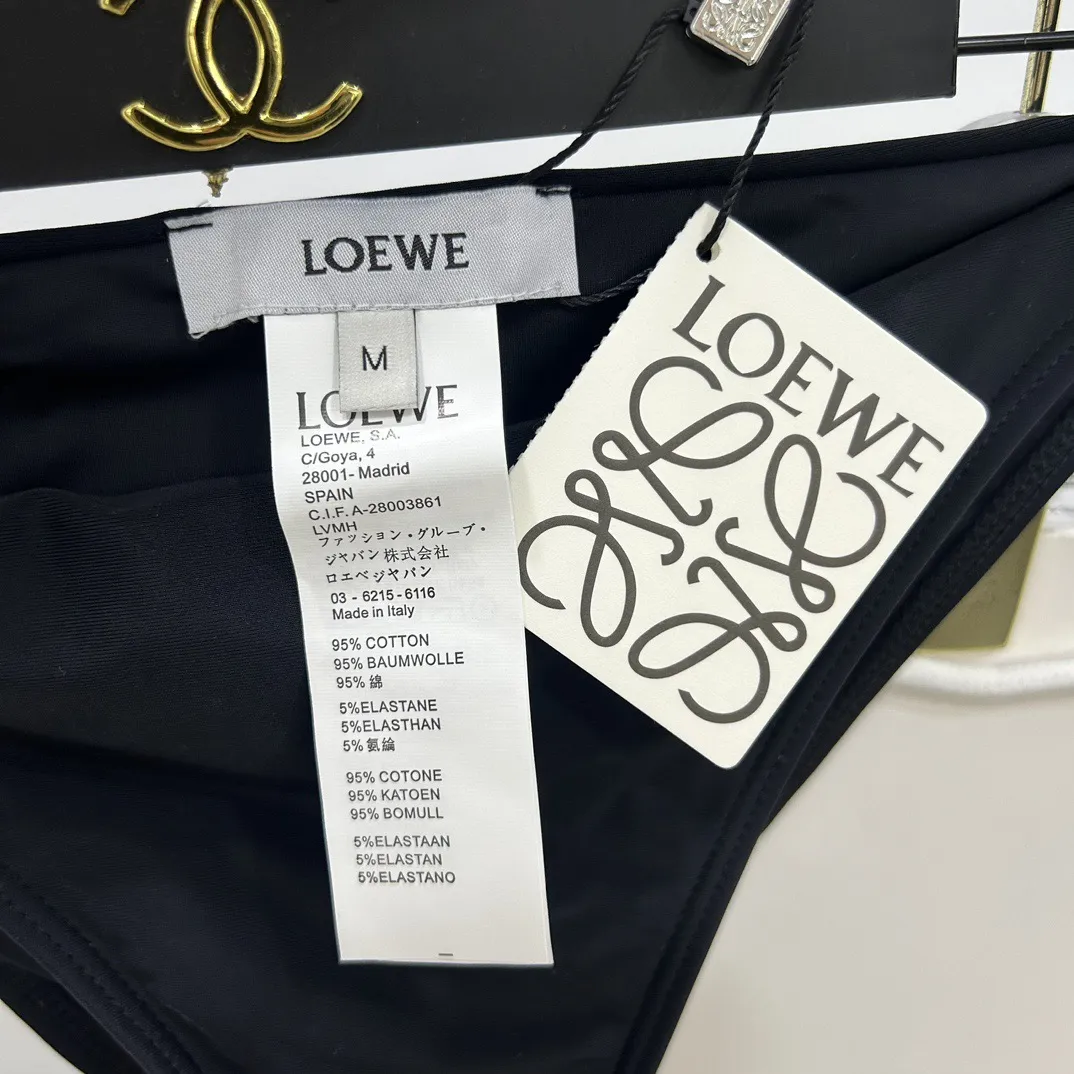 LOEWE
M
LOEWE
LOEWE, S.A.
C/Goya, 4
28001- Madrid
SPAIN
C.I.F. A-28003861
LVMH
ファッション・グループ・
ジャパン株式会社
ロエベジャパン
03 - 6215 - 6116
Made in Italy
95% COTTON
95% BAUMWOLLE
95% 綿
5%ELASTANE
5%ELASTHAN
5% 氨綸
95% COTONE
95% KATOEN
95% BOMULL
5%ELASTAAN
5%ELASTAN
5%ELASTANO
LOEWE